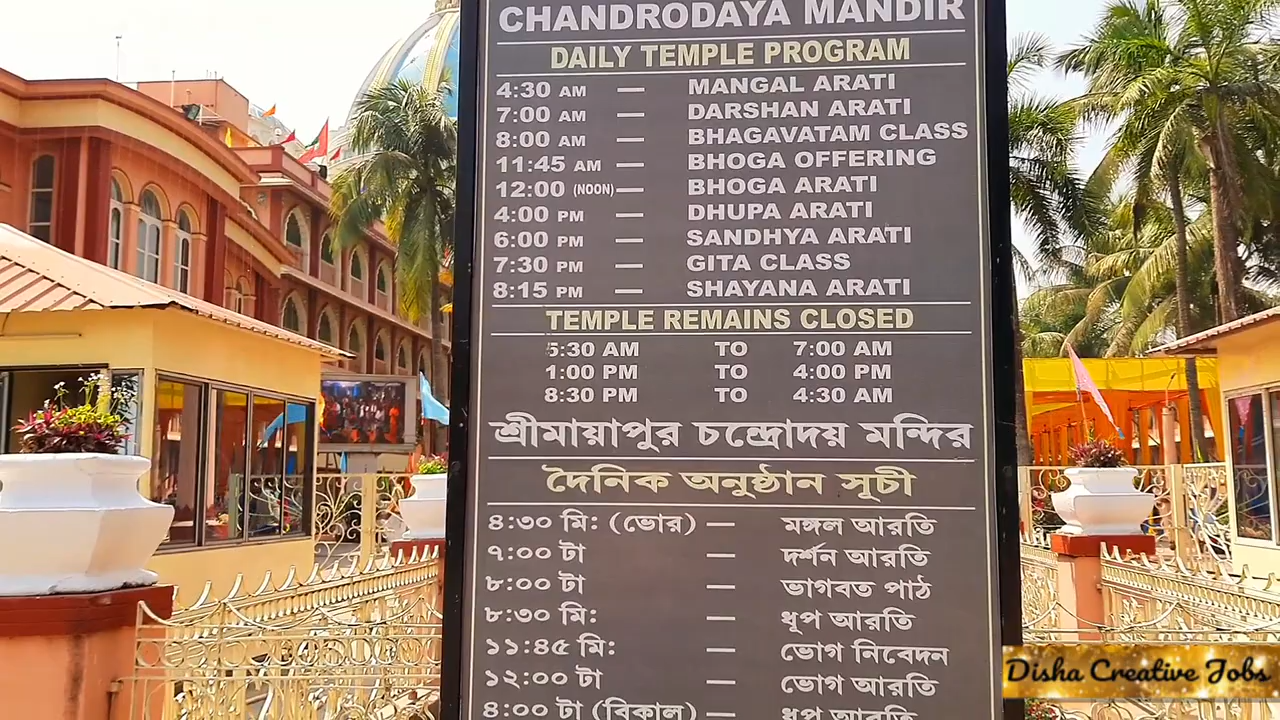 CHANDRODAYA MANDIR
DAILY TEMPLE PROGRAM
4:30 AM — MANGAL ARATI
7:00 AM — DARSHAN ARATI
8:00 AM — BHAGAVATAM CLASS
11:45 AM — BHOGA OFFERING
12:00 (NOON) — BHOGA ARATI
4:00 PM — DHUPA ARATI
6:00 PM — SANDHYA ARATI
7:30 PM — GITA CLASS
8:15 PM — SHAYANA ARATI
TEMPLE REMAINS CLOSED
5:30 AM TO 7:00 AM
1:00 PM TO 4:00 PM
8:30 PM TO 4:30 AM
শ্রীমায়াপুর চন্দ্রোদয় মন্দির
দৈনিক অনুষ্ঠান সূচী
৪:৩০ মি: (ভোর) — মঙ্গল আরতি
৭:০০ টা — দর্শন আরতি
৮:০০ টা — ভাগবত পাঠ
৮:৩০ মি: — ধূপ আরতি
১১:৪৫ মি: — ভোগ নিবেদন
১২:০০ টা — ভোগ আরতি
৪:০০ টা (বিকাল) — ধূপ আরতি
Disha Creative Jobs